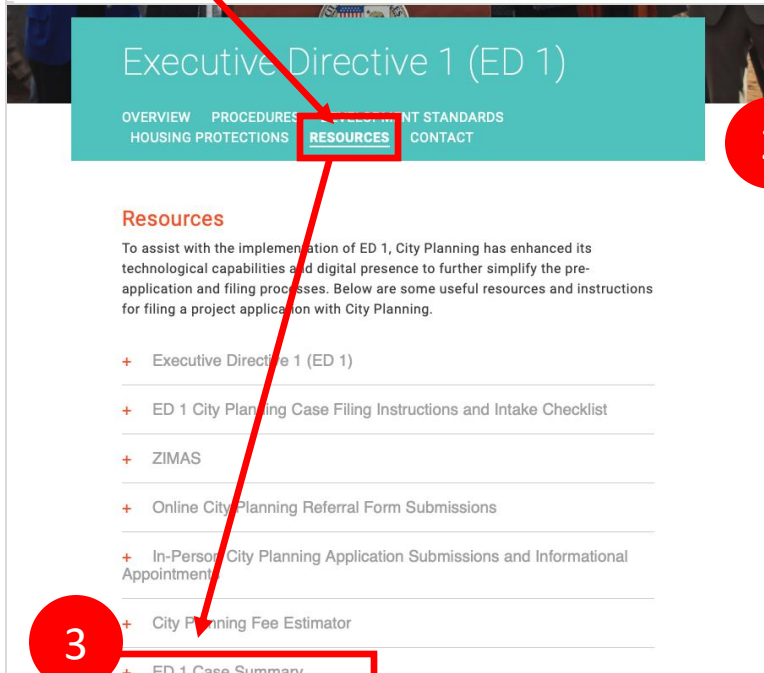 Executive Directive 1 (ED 1)
OVERVIEW PROCEDURES DEVELOPMENT STANDARDS
HOUSING PROTECTIONS RESOURCES CONTACT
Resources
To assist with the implementation of ED 1, City Planning has enhanced its
technological capabilities and digital presence to further simplify the pre-
application and filing processes. Below are some useful resources and instructions
for filing a project application with City Planning.
+ Executive Directive 1 (ED 1)
+ ED 1 City Planning Case Filing Instructions and Intake Checklist
+ ZIMAS
+ Online City Planning Referral Form Submissions
+ In-Person City Planning Application Submissions and Informational
Appointments
+ City Planning Fee Estimator
3
+ ED 1 Case Summary